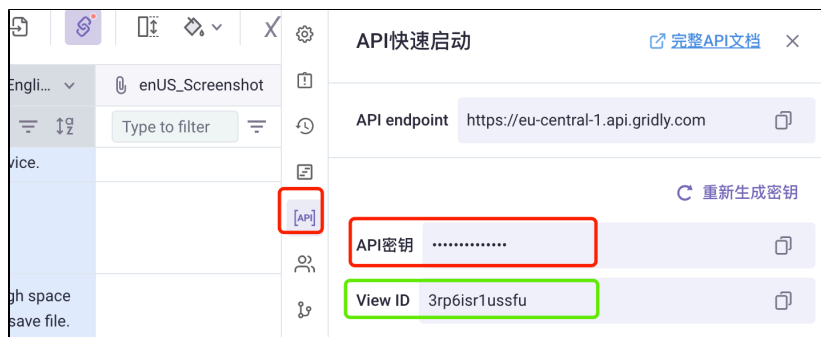 API快速启动
完整API文档
Engli...
enUS_Screenshot
API endpoint
https://eu-central-1.api.gridly.com
Type to filter
vice.
重新生成密钥
[API]
API密钥
••••••••••••••
View ID
3rp6isr1ussfu
gh space
save file.